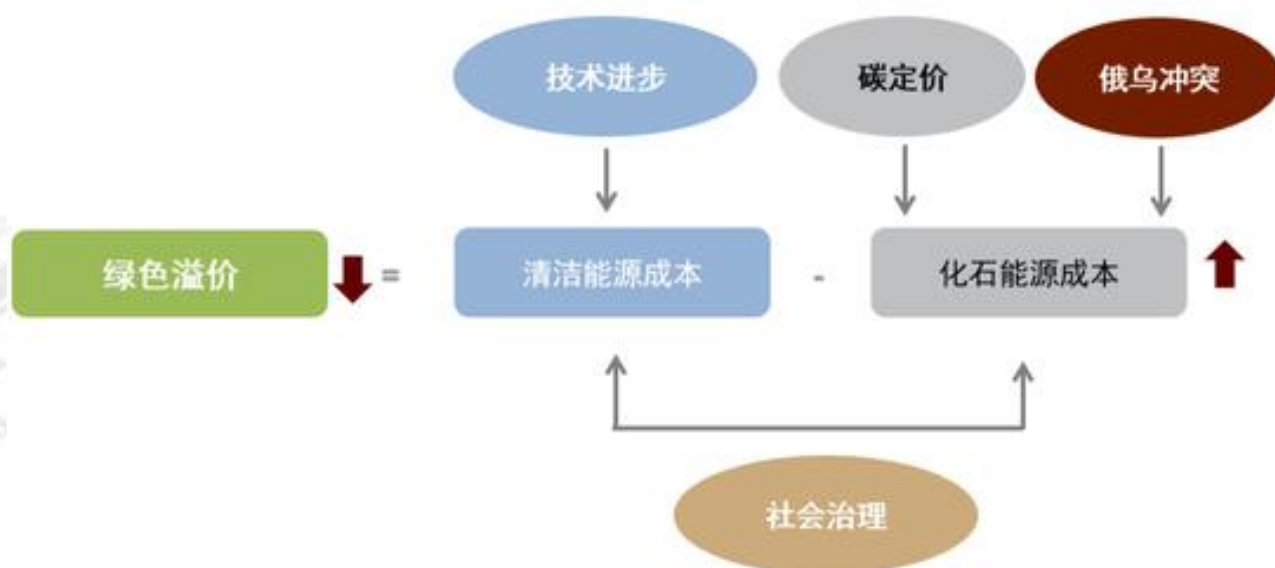 技术进步
碳定价
俄乌冲突
绿色溢价
=
清洁能源成本
-
化石能源成本
社会治理